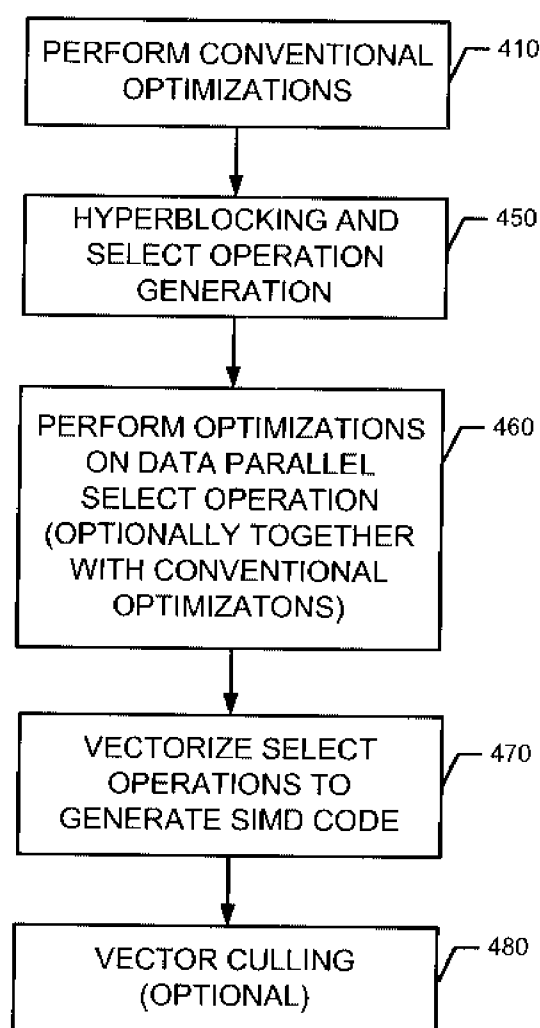 PERFORM CONVENTIONAL
OPTIMIZATIONS
410
HYPERBLOCKING AND
SELECT OPERATION
GENERATION
450
PERFORM OPTIMIZATIONS
ON DATA PARALLEL
SELECT OPERATION
(OPTIONALLY TOGETHER
WITH CONVENTIONAL
OPTIMIZATONS)
460
VECTORIZE SELECT
OPERATIONS TO
GENERATE SIMD CODE
470
VECTOR CULLING
(OPTIONAL)
480